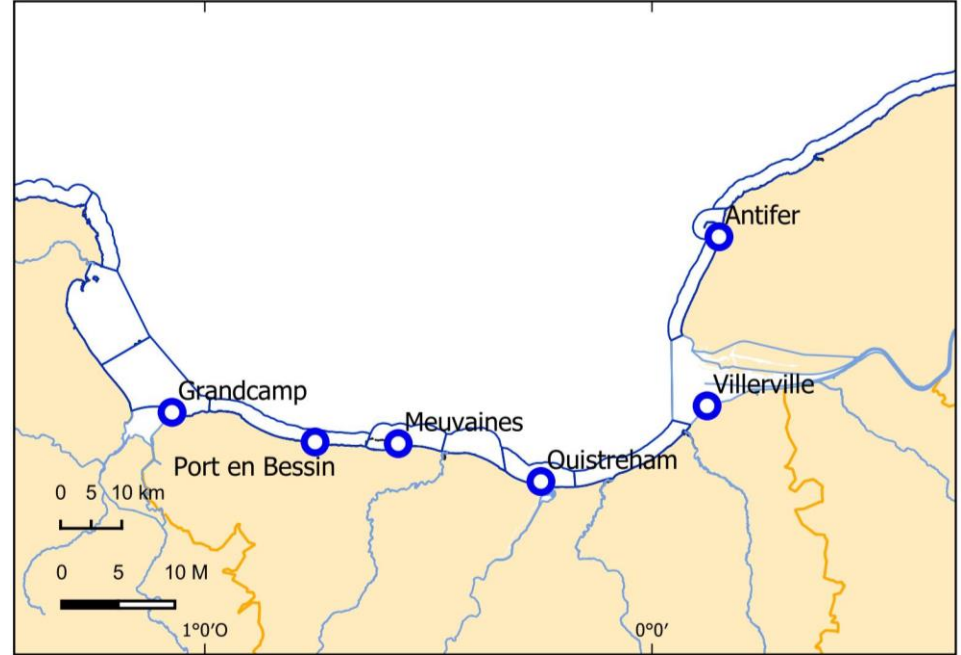 Antifer
Grandcamp
Villerville
Meuvaines
Port en Bessin
Ouistreham
0 5 10 km
0 5 10 M
1°0'O
0°0'